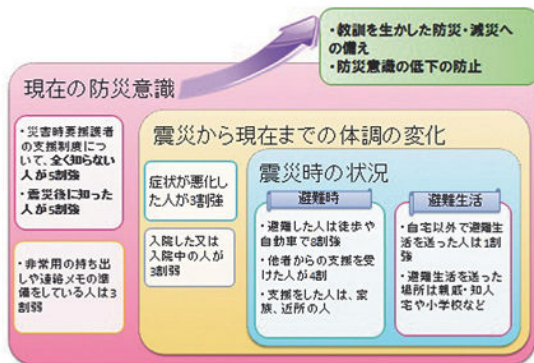 ・教訓を生かした防災・減災への
備え
・防災意識の低下の防止
現在の防災意識
・災害時要援護者
の支援制度につ
いて、全く知らない
人が5割強
・震災後に知った
人が5割強
・非常用の持ち出
しや連絡メモの準
備をしている人は3
割弱
震災から現在までの体調の変化
症状が悪化し
た人が3割強
入院した又は
入院中の人が
3割弱
震災時の状況
避難時
・避難した人は徒歩や
自動車で8割強
・他者からの支援を受
けた人が4割
・支援をした人は、家
族、近所の人
避難生活
・自宅以外で避難
生活を送った人は1割
強
・避難生活を送った
場所は親戚・知人
宅や小学校など